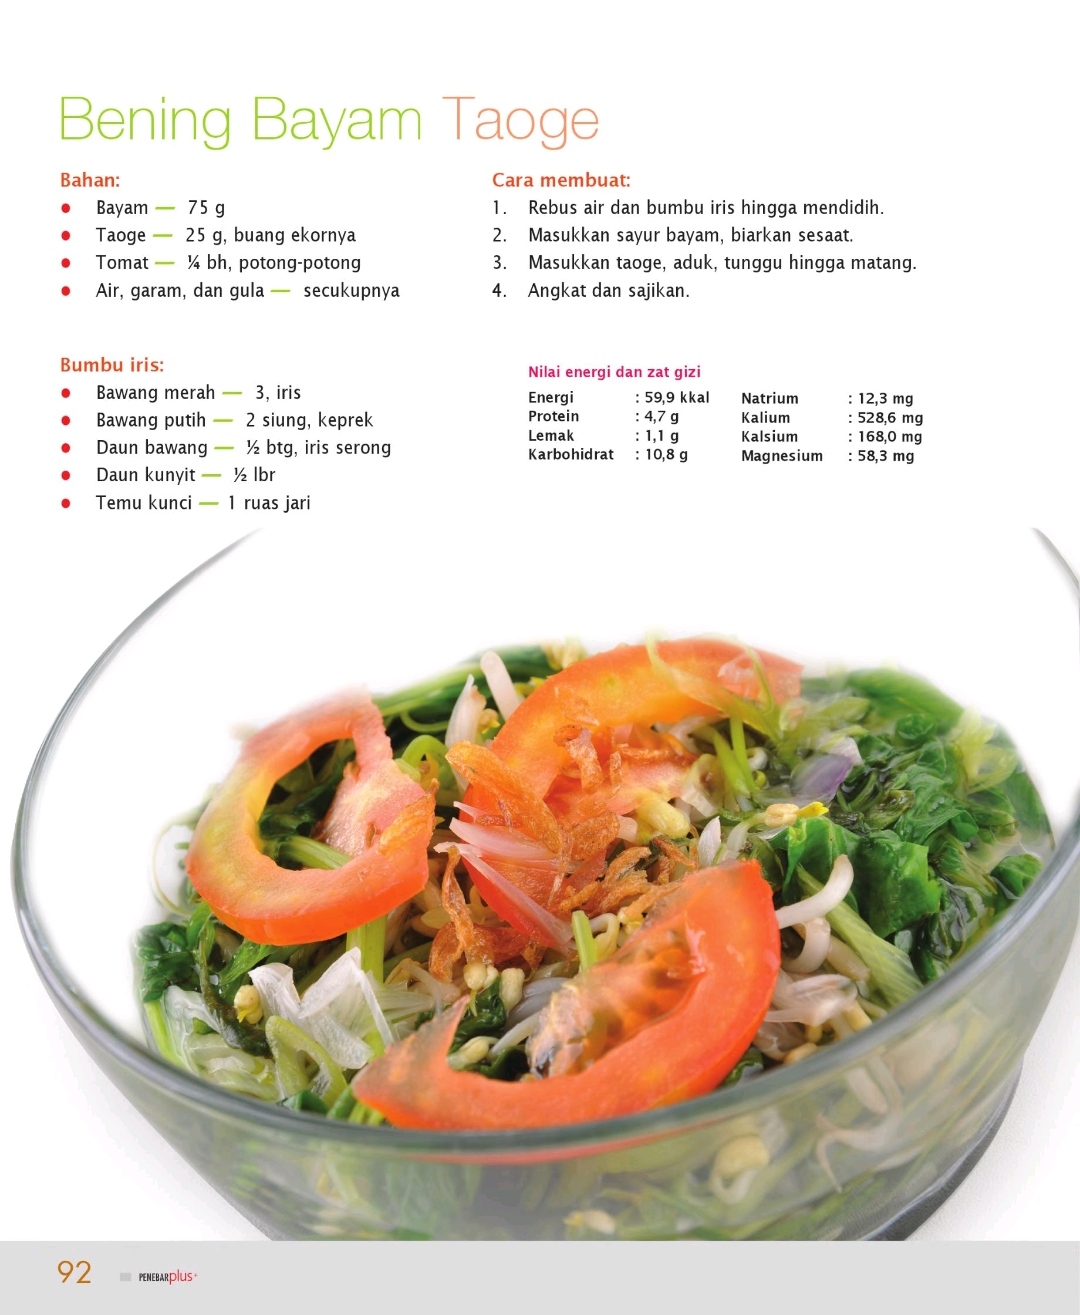 Bening Bayam Taoge
Bahan:
• Bayam — 75 g
• Taoge — 25 g, buang ekornya
• Tomat — ¼ bh, potong-potong
• Air, garam, dan gula — secukupnya
Bumbu iris:
• Bawang merah — 3, iris
• Bawang putih — 2 siung, keprek
• Daun bawang — ½ btg, iris serong
• Daun kunyit — ½ lbr
• Temu kunci — 1 ruas jari
Cara membuat:
1. Rebus air dan bumbu iris hingga mendidih.
2. Masukkan sayur bayam, biarkan sesaat.
3. Masukkan taoge, aduk, tunggu hingga matang.
4. Angkat dan sajikan.
Nilai energi dan zat gizi
Energi : 59,9 kkal
Protein : 4,7 g
Lemak : 1,1 g
Karbohidrat : 10,8 g
Natrium : 12,3 mg
Kalium : 528,6 mg
Kalsium : 168,0 mg
Magnesium : 58,3 mg
92 PENEBARplus+